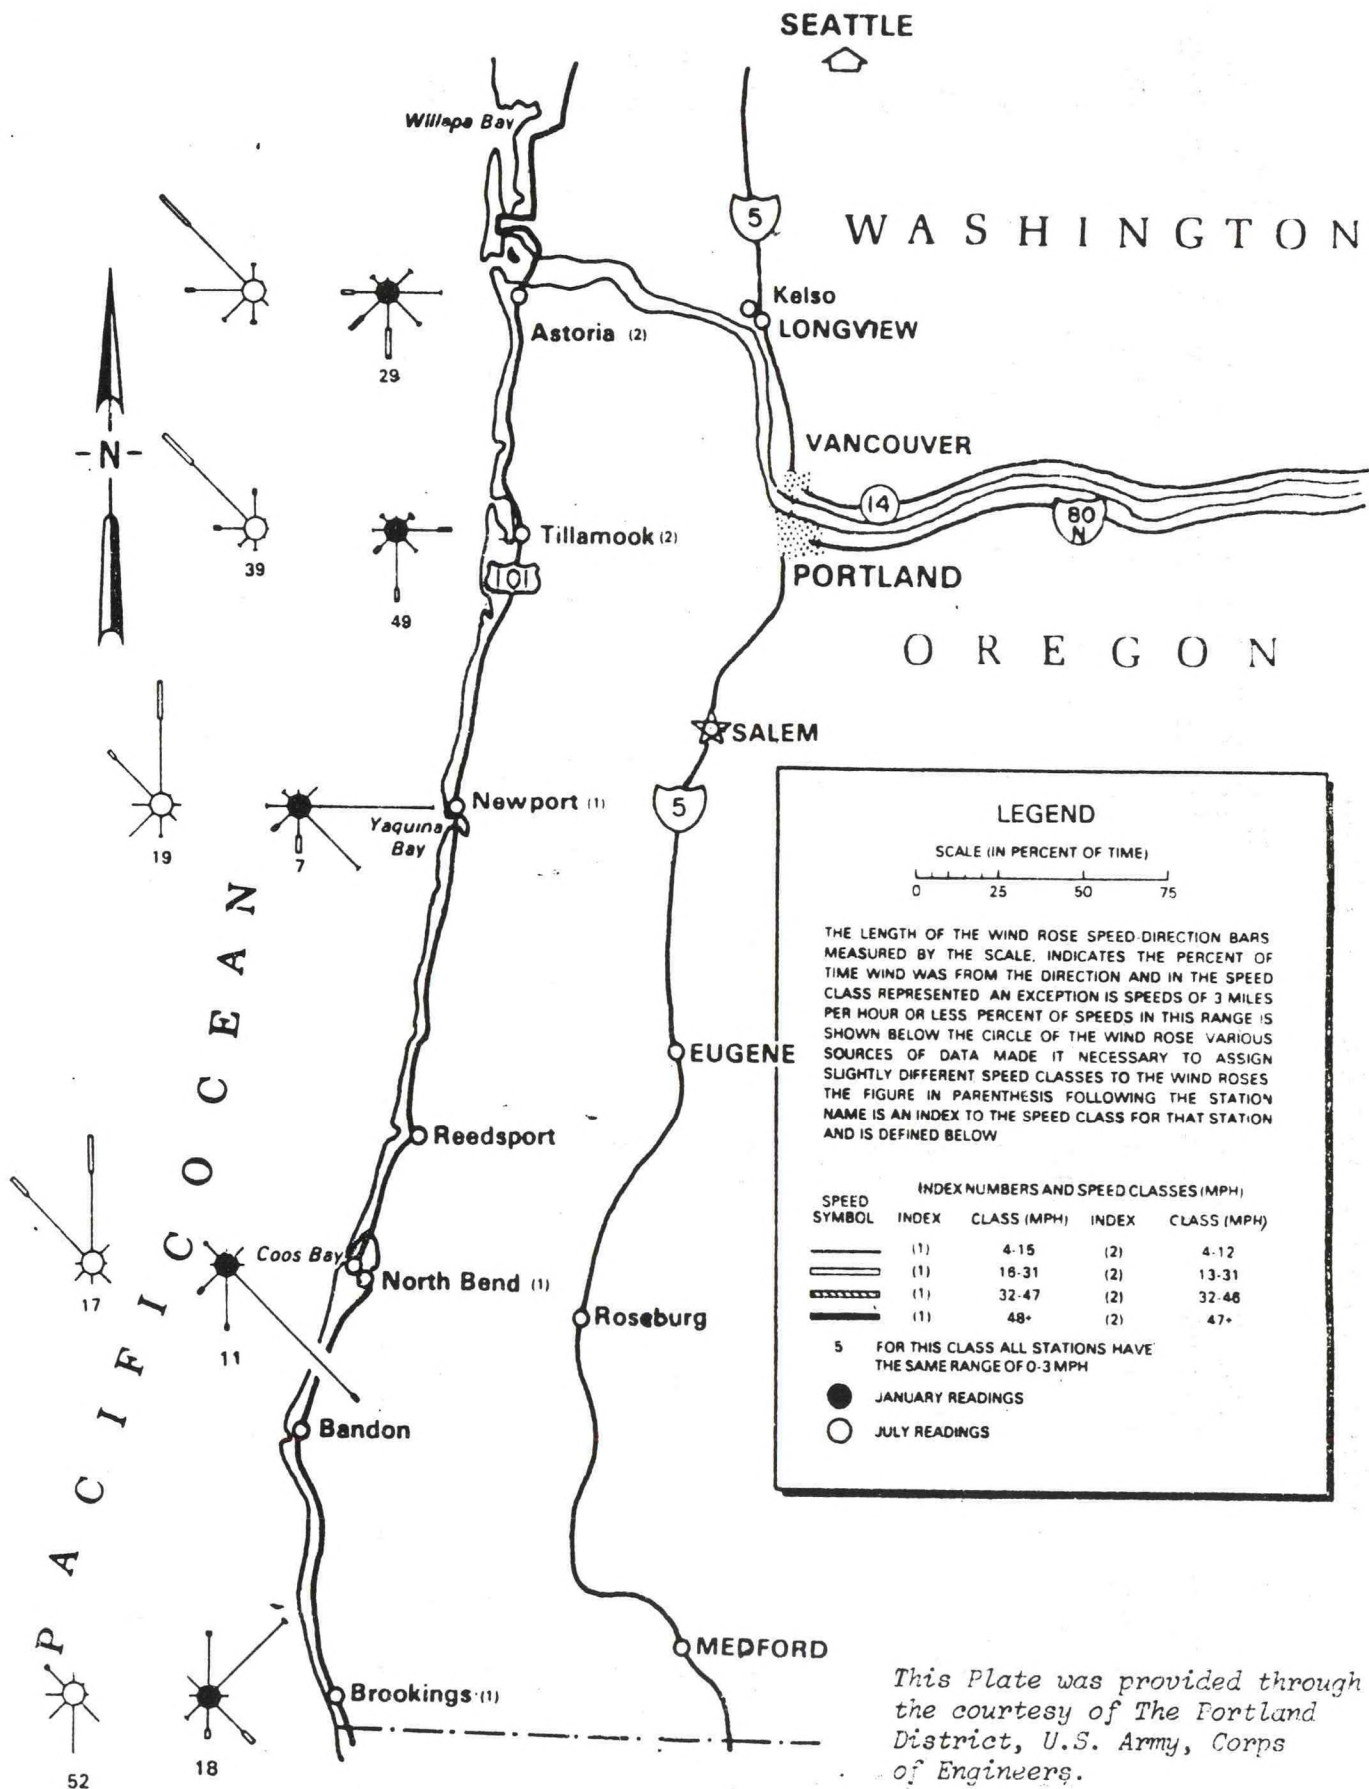 SEATTLE
Willapa Bay
5
WASHINGTON
Kelso
LONGVIEW
Astoria (2)
29
N
VANCOUVER
14
80
N
Tillamook (2)
101
PORTLAND
39
49
OREGON
SALEM
5
Newport (1)
Yaquina
Bay
19
7
PACIFIC OCEAN
EUGENE
Reedsport
Coos Bay
North Bend (1)
17
11
Roseburg
Bandon
MEDFORD
Brookings (1)
52
18
LEGEND
SCALE (IN PERCENT OF TIME)
0 25 50 75
THE LENGTH OF THE WIND ROSE SPEED-DIRECTION BARS
MEASURED BY THE SCALE, INDICATES THE PERCENT OF
TIME WIND WAS FROM THE DIRECTION AND IN THE SPEED
CLASS REPRESENTED AN EXCEPTION IS SPEEDS OF 3 MILES
PER HOUR OR LESS PERCENT OF SPEEDS IN THIS RANGE IS
SHOWN BELOW THE CIRCLE OF THE WIND ROSE VARIOUS
SOURCES OF DATA MADE IT NECESSARY TO ASSIGN
SLIGHTLY DIFFERENT SPEED CLASSES TO THE WIND ROSES
THE FIGURE IN PARENTHESIS FOLLOWING THE STATION
NAME IS AN INDEX TO THE SPEED CLASS FOR THAT STATION
AND IS DEFINED BELOW
INDEX NUMBERS AND SPEED CLASSES (MPH)
SPEED
SYMBOL INDEX CLASS (MPH) INDEX CLASS (MPH)
(1) 4-15 (2) 4-12
(1) 16-31 (2) 13-31
(1) 32-47 (2) 32-46
(1) 48+ (2) 47+
5 FOR THIS CLASS ALL STATIONS HAVE
THE SAME RANGE OF 0-3 MPH
JANUARY READINGS
JULY READINGS
This Plate was provided through
the courtesy of The Portland
District, U.S. Army, Corps
of Engineers.